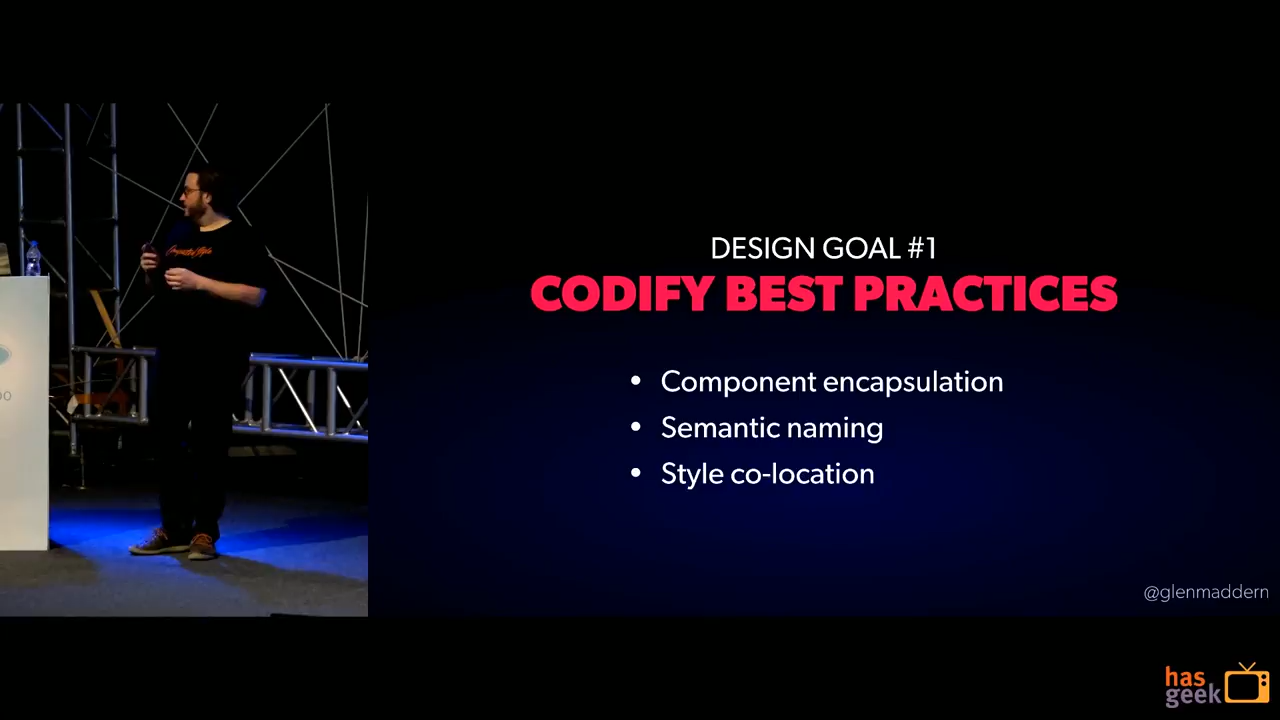 DESIGN GOAL #1
CODIFY BEST PRACTICES
• Component encapsulation
• Semantic naming
• Style co-location
@glenmaddern
has
geek